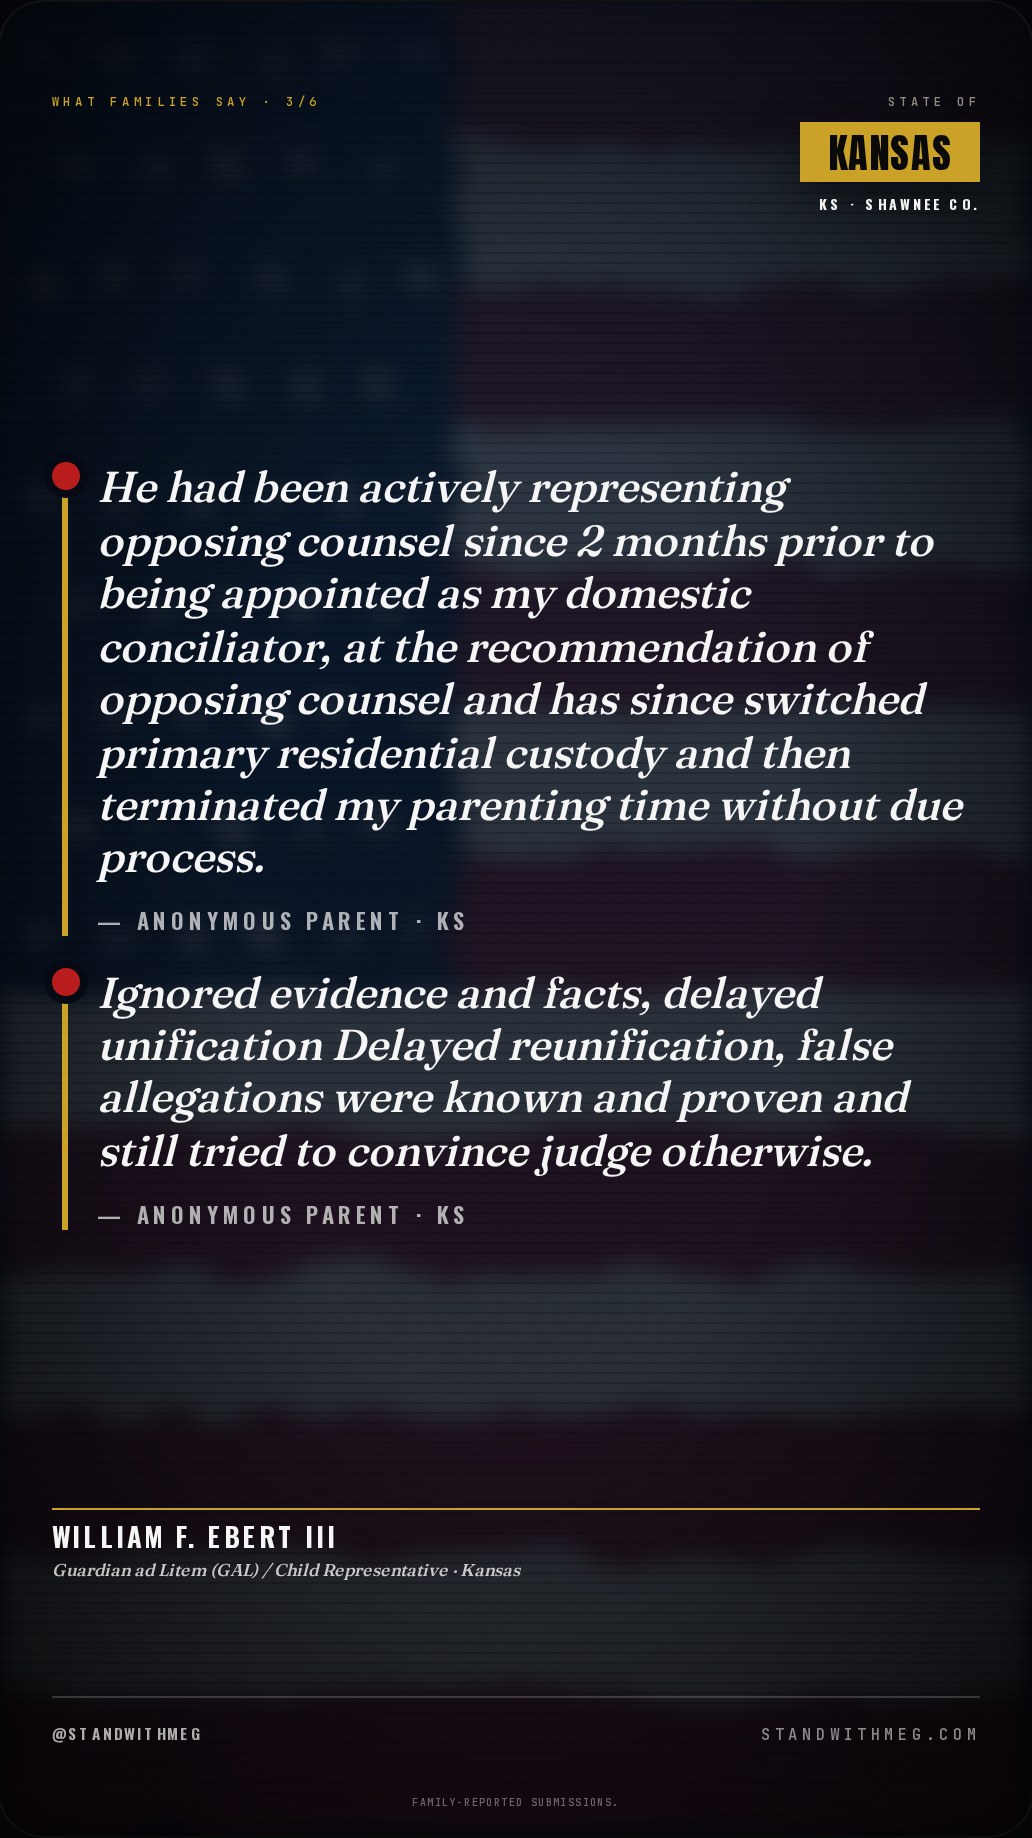 WHAT FAMILIES SAY · 3/6
STATE OF
KANSAS
KS · SHAWNEE CO.
He had been actively representing
opposing counsel since 2 months prior to
being appointed as my domestic
conciliator, at the recommendation of
opposing counsel and has since switched
primary residential custody and then
terminated my parenting time without due
process.
— ANONYMOUS PARENT · KS
Ignored evidence and facts, delayed
unification Delayed reunification, false
allegations were known and proven and
still tried to convince judge otherwise.
— ANONYMOUS PARENT · KS
WILLIAM F. EBERT III
Guardian ad Litem (GAL) / Child Representative · Kansas
@STANDWITHMEG
STANDWITHMEG.COM
FAMILY-REPORTED SUBMISSIONS.